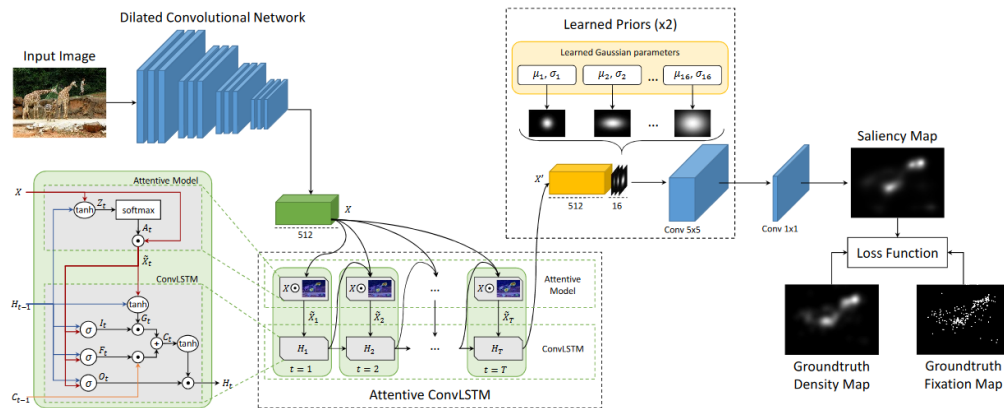 Dilated Convolutional Network
Input Image
Learned Priors (x2)
Learned Gaussian parameters
μ₁, σ₁
μ₂, σ₂
...
μ₁₆, σ₁₆
...
X'
512
16
Conv 5x5
Conv 1x1
Saliency Map
Loss Function
Groundtruth
Density Map
Groundtruth
Fixation Map
X
512
Attentive Model
X
tanh
Zₜ
softmax
Aₜ
X̃ₜ
ConvLSTM
Hₜ₋₁
tanh
Gₜ
σ
Iₜ
Cₜ
tanh
+
σ
Fₜ
σ
Oₜ
Hₜ
Cₜ₋₁
X⊙
X⊙
...
X⊙
Attentive
Model
X̃₁
X̃₂
X̃_T
H₁
H₂
...
H_T
ConvLSTM
t = 1
t = 2
t = T
Attentive ConvLSTM